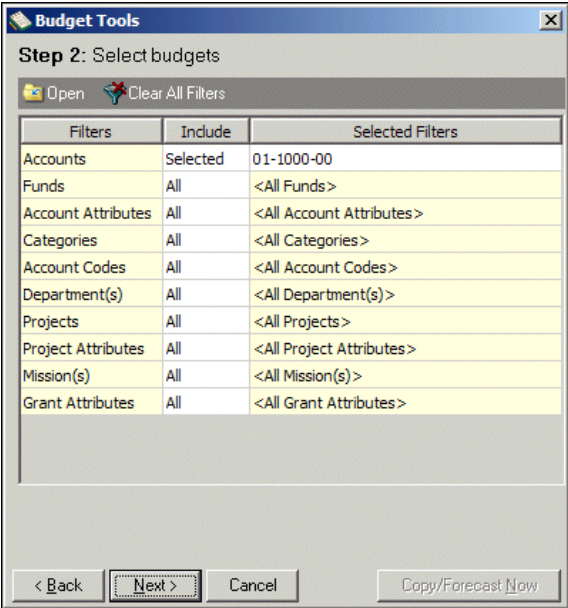 Budget Tools
Step 2: Select budgets
Open Clear All Filters
Filters Include Selected Filters
Accounts Selected 01-1000-00
Funds All <All Funds>
Account Attributes All <All Account Attributes>
Categories All <All Categories>
Account Codes All <All Account Codes>
Department(s) All <All Department(s)>
Projects All <All Projects>
Project Attributes All <All Project Attributes>
Mission(s) All <All Mission(s)>
Grant Attributes All <All Grant Attributes>
< Back Next > Cancel Copy/Forecast Now